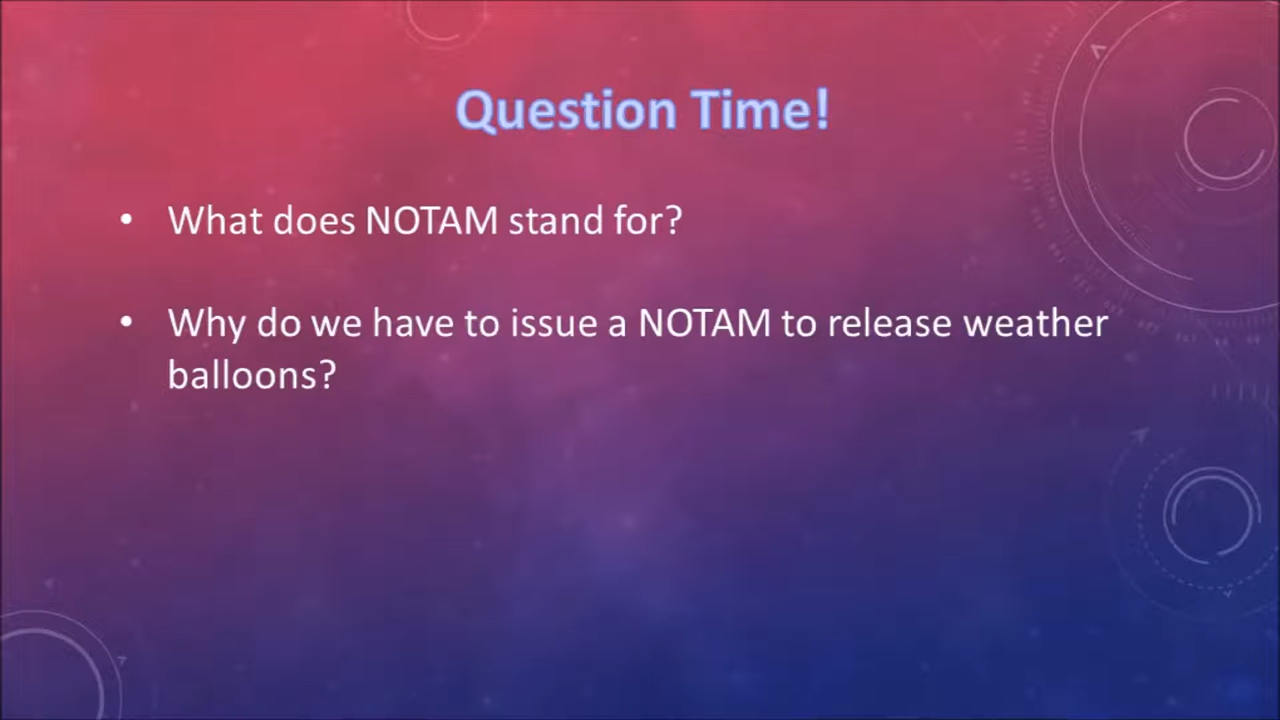 Question Time!
• What does NOTAM stand for?
• Why do we have to issue a NOTAM to release weather
balloons?